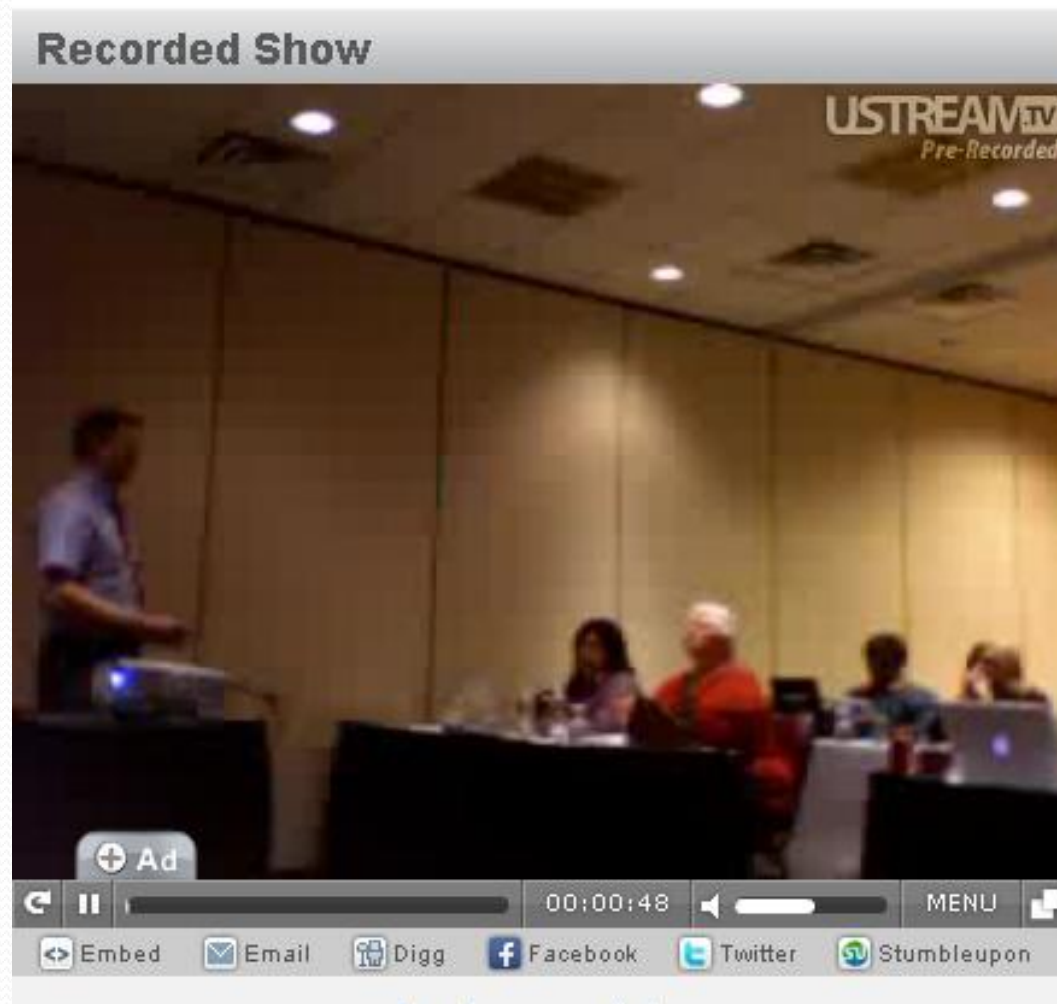 Recorded Show
USTREAM.TV
Pre-Recorded
Ad
00:00:48
MENU
Embed
Email
Digg
Facebook
Twitter
Stumbleupon